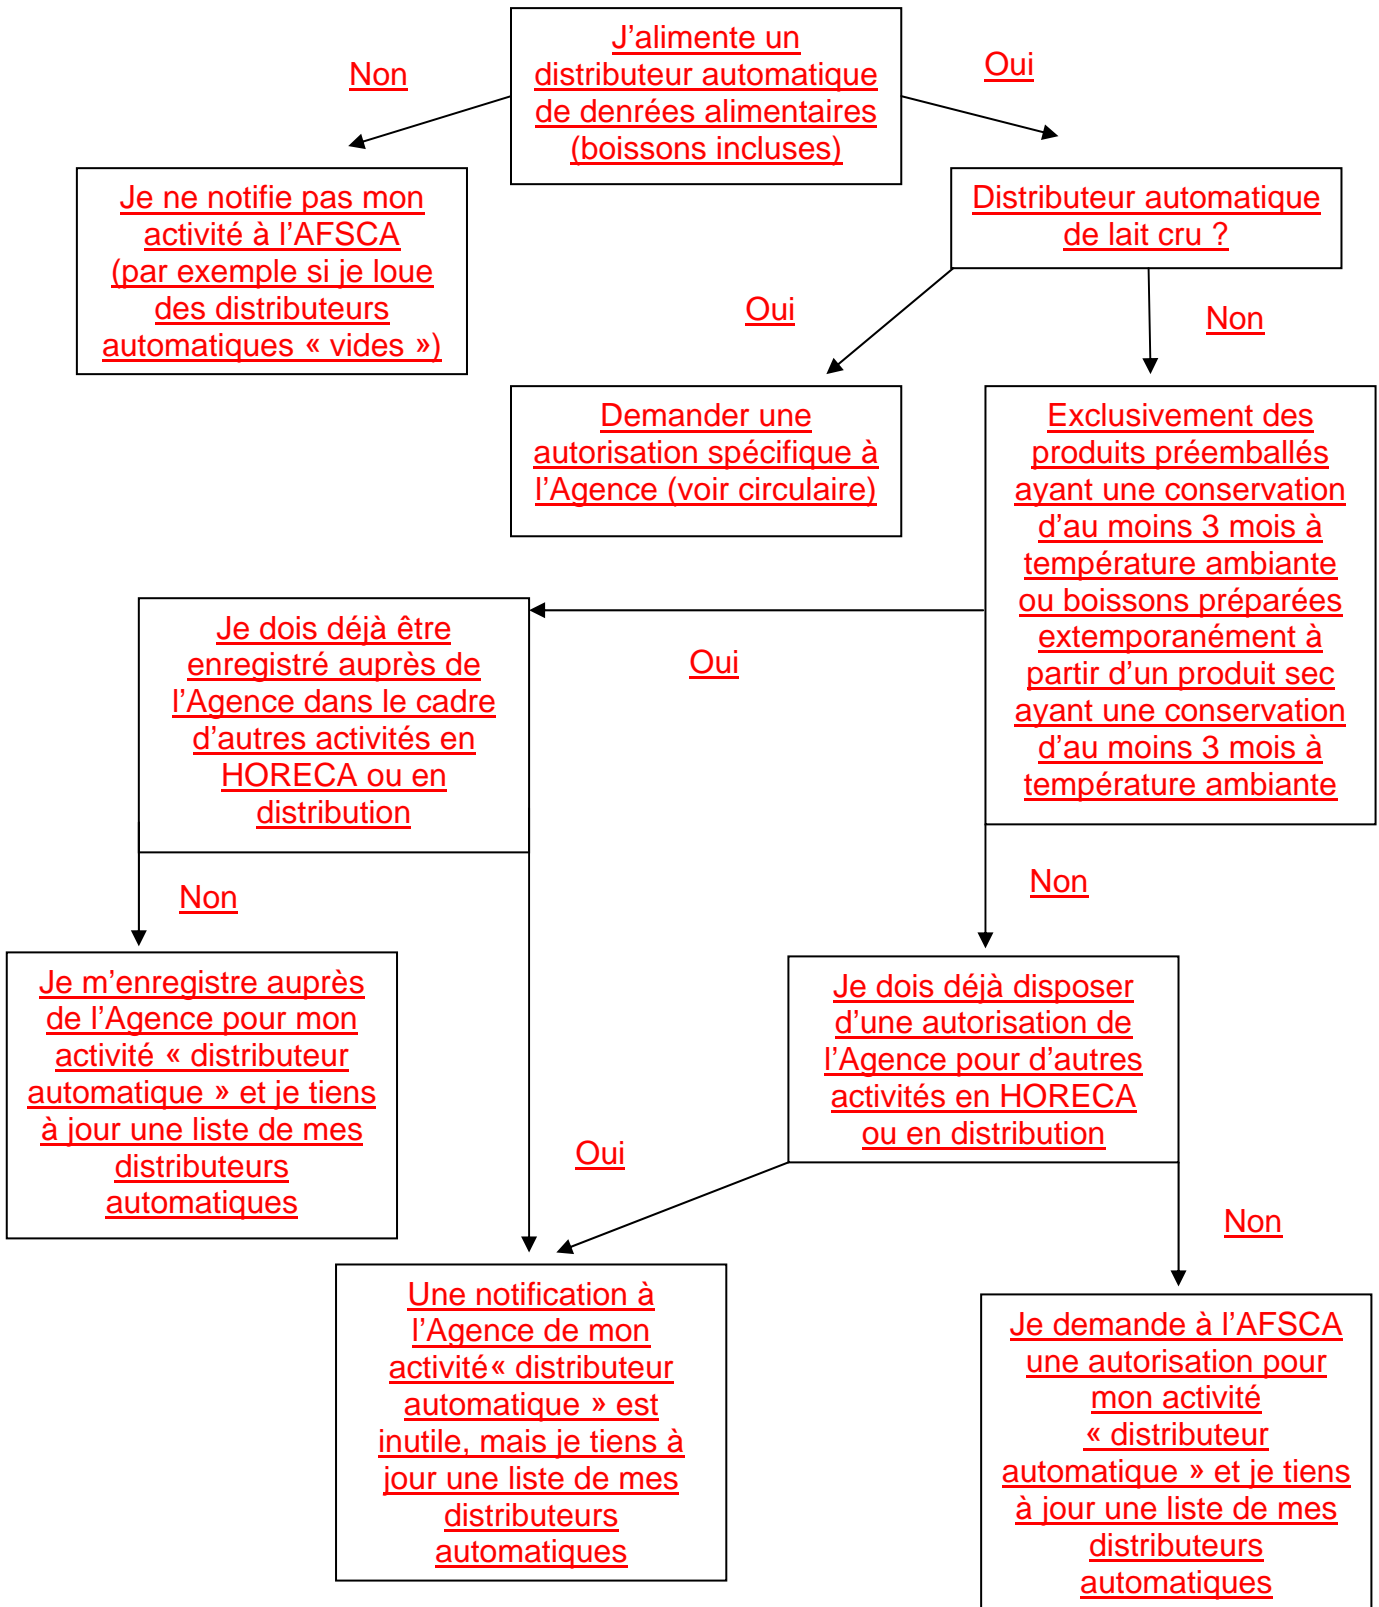 J’alimente un
distributeur automatique
de denrées alimentaires
(boissons incluses)
Non
Oui
Je ne notifie pas mon
activité à l’AFSCA
(par exemple si je loue
des distributeurs
automatiques « vides »)
Distributeur automatique
de lait cru ?
Oui
Non
Demander une
autorisation spécifique à
l’Agence (voir circulaire)
Exclusivement des
produits préemballés
ayant une conservation
d’au moins 3 mois à
température ambiante
ou boissons préparées
extemporanément à
partir d’un produit sec
ayant une conservation
d’au moins 3 mois à
température ambiante
Oui
Je dois déjà être
enregistré auprès de
l’Agence dans le cadre
d’autres activités en
HORECA ou en
distribution
Non
Non
Je m’enregistre auprès
de l’Agence pour mon
activité « distributeur
automatique » et je tiens
à jour une liste de mes
distributeurs
automatiques
Je dois déjà disposer
d’une autorisation de
l’Agence pour d’autres
activités en HORECA
ou en distribution
Oui
Non
Une notification à
l’Agence de mon
activité« distributeur
automatique » est
inutile, mais je tiens à
jour une liste de mes
distributeurs
automatiques
Je demande à l’AFSCA
une autorisation pour
mon activité
« distributeur
automatique » et je tiens
à jour une liste de mes
distributeurs
automatiques